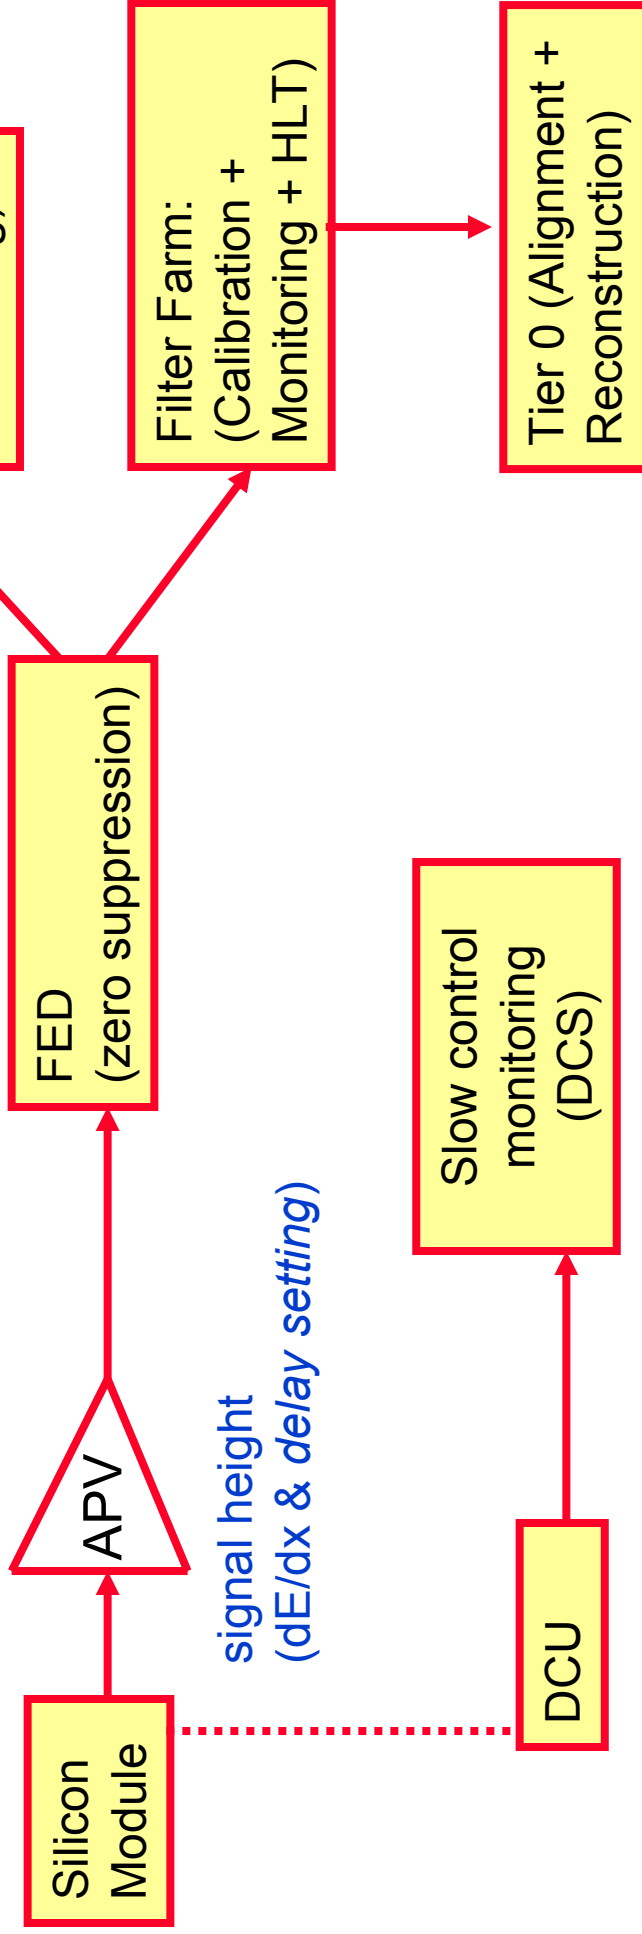 Silicon
Module
APV
signal height
(dE/dx & delay setting)
FED
(zero suppression)
Filter Farm:
(Calibration +
Monitoring + HLT)
Tier 0 (Alignment +
Reconstruction)
DCU
Slow control
monitoring
(DCS)